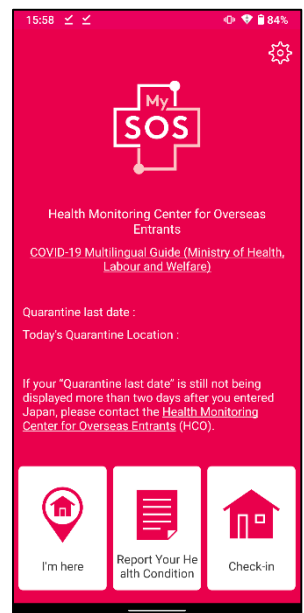 15:58
84%
My
SOS
Health Monitoring Center for Overseas
Entrants
COVID-19 Multilingual Guide (Ministry of Health,
Labour and Welfare)
Quarantine last date :
Today's Quarantine Location :
If your "Quarantine last date" is still not being
displayed more than two days after you entered
Japan, please contact the Health Monitoring
Center for Overseas Entrants (HCO).
I'm here
Report Your He
alth Condition
Check-in